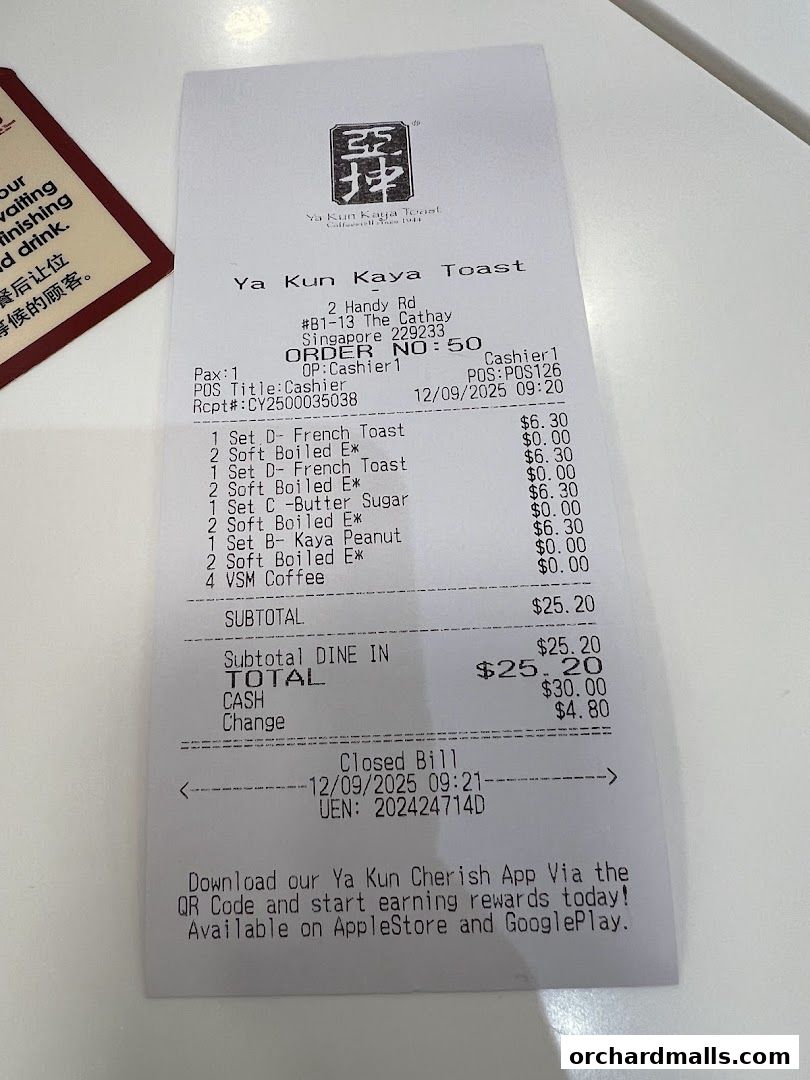 our
waiting
finishing
d drink.
餐后让位
等候的顾客。
亞
坤
®
Ya Kun Kaya Toast
Coffeestall since 1944
Ya Kun Kaya Toast
-
2 Handy Rd
#B1-13 The Cathay
Singapore 229233
ORDER NO:50
Pax:1 OP:Cashier1 Cashier1
POS Title:Cashier POS:POS126
Rcpt#:CY2500035038 12/09/2025 09:20
1 Set D- French Toast $6.30
2 Soft Boiled E* $0.00
1 Set D- French Toast $6.30
2 Soft Boiled E* $0.00
1 Set C -Butter Sugar $6.30
2 Soft Boiled E* $0.00
1 Set B- Kaya Peanut $6.30
2 Soft Boiled E* $0.00
4 VSM Coffee $0.00
SUBTOTAL $25.20
Subtotal DINE IN $25.20
TOTAL $25.20
CASH $30.00
Change $4.80
Closed Bill
<----------12/09/2025 09:21---------->
UEN: 202424714D
Download our Ya Kun Cherish App Via the
QR Code and start earning rewards today!
Available on AppleStore and GooglePlay.
orchardmalls.com